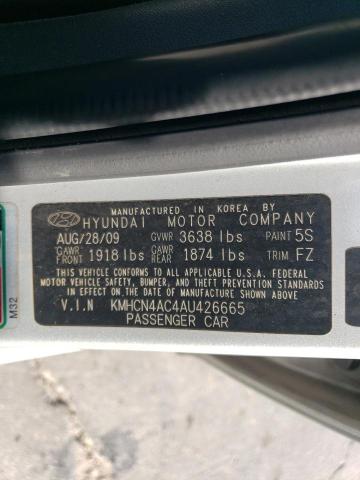 MANUFACTURED IN KOREA BY
HYUNDAI MOTOR COMPANY
AUG/28/09 GVWR 3638 lbs PAINT 5S
GAWR: FRONT 1918 lbs GAWR REAR 1874 lbs TRIM FZ
THIS VEHICLE CONFORMS TO ALL APPLICABLE U.S.A. FEDERAL
MOTOR VEHICLE SAFETY, BUMPER, AND THEFT PREVENTION
STANDARDS IN EFFECT ON THE DATE OF MANUFACTURE SHOWN ABOVE
V.I.N KMHCN4AC4AU426665
PASSENGER CAR
M32